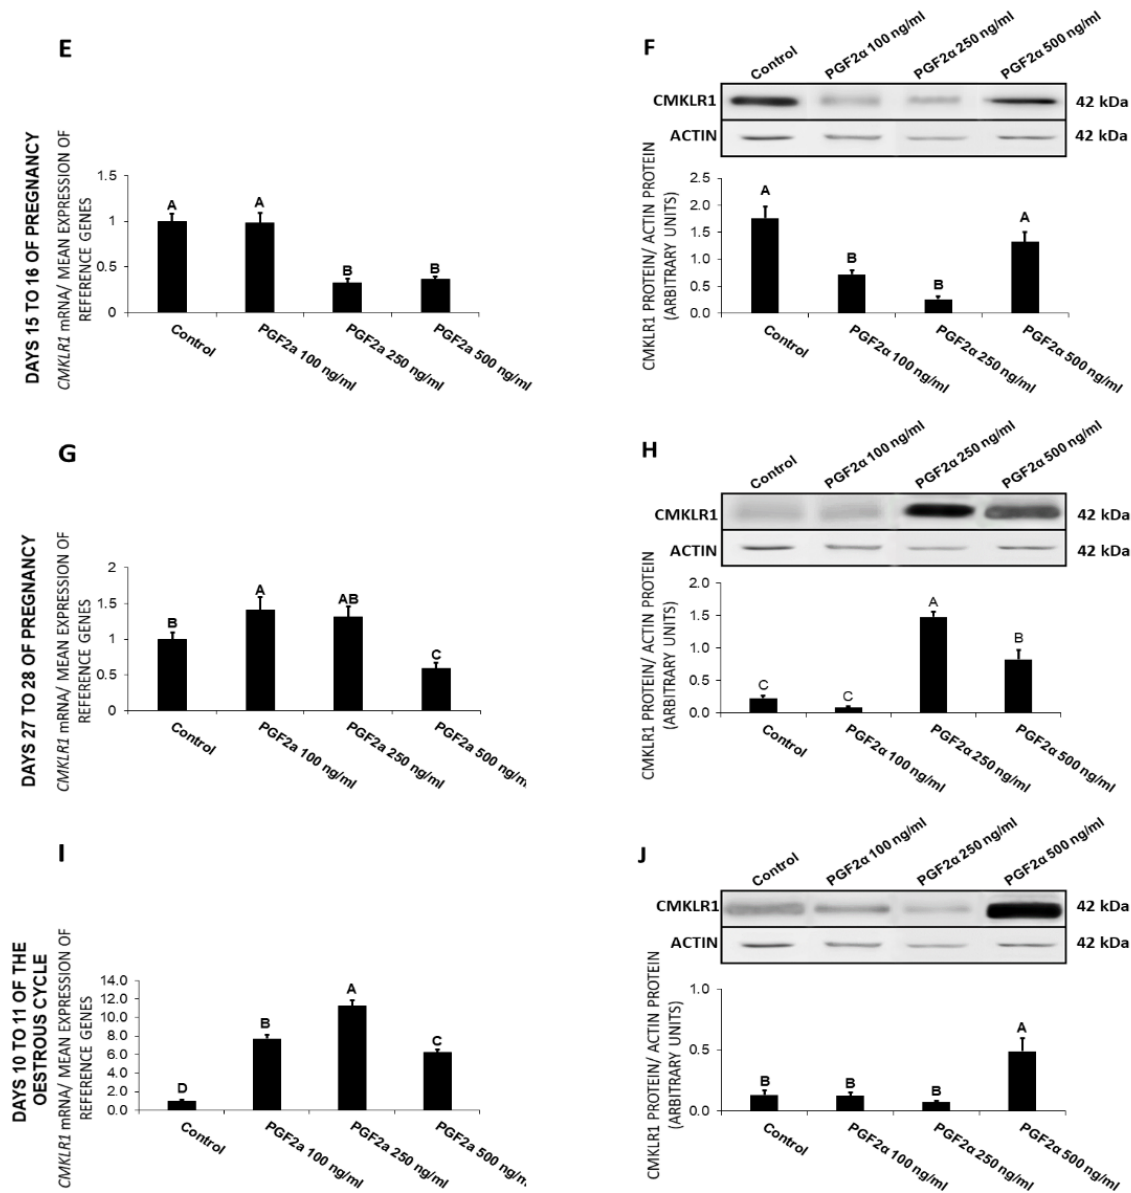 E
DAYS 15 TO 16 OF PREGNANCY
CMKLR1 mRNA/ MEAN EXPRESSION OF
REFERENCE GENES
1.5
1
0.5
0
A
A
B
B
Control
PGF2a 100 ng/ml
PGF2a 250 ng/ml
PGF2a 500 ng/ml
F
Control
PGF2α 100 ng/ml
PGF2α 250 ng/ml
PGF2α 500 ng/ml
CMKLR1 42 kDa
ACTIN 42 kDa
CMKLR1 PROTEIN/ ACTIN PROTEIN
(ARBITRARY UNITS)
2.5
2.0
1.5
1.0
0.5
0.0
A
B
B
A
Control
PGF2α 100 ng/ml
PGF2α 250 ng/ml
PGF2α 500 ng/ml
G
DAYS 27 TO 28 OF PREGNANCY
CMKLR1 mRNA/ MEAN EXPRESSION OF
REFERENCE GENES
2
1.5
1
0.5
0
B
A
AB
C
Control
PGF2a 100 ng/ml
PGF2a 250 ng/ml
PGF2a 500 ng/m
H
Control
PGF2α 100 ng/ml
PGF2α 250 ng/ml
PGF2α 500 ng/ml
CMKLR1 42 kDa
ACTIN 42 kDa
CMKLR1 PROTEIN/ ACTIN PROTEIN
(ARBITRARY UNITS)
2.0
1.5
1.0
0.5
0.0
C
C
A
B
Control
PGF2α 100 ng/ml
PGF2α 250 ng/ml
PGF2α 500 ng/ml
I
DAYS 10 TO 11 OF THE
OESTROUS CYCLE
CMKLR1 mRNA/ MEAN EXPRESSION OF
REFERENCE GENES
14.0
12.0
10.0
8.0
6.0
4.0
2.0
0.0
D
B
A
C
Control
PGF2a 100 ng/ml
PGF2a 250 ng/ml
PGF2a 500 ng/ml
J
Control
PGF2α 100 ng/ml
PGF2α 250 ng/ml
PGF2α 500 ng/ml
CMKLR1 42 kDa
ACTIN 42 kDa
CMKLR1 PROTEIN/ ACTIN PROTEIN
(ARBITRARY UNITS)
1.0
0.5
0.0
B
B
B
A
Control
PGF2α 100 ng/ml
PGF2α 250 ng/ml
PGF2α 500 ng/ml